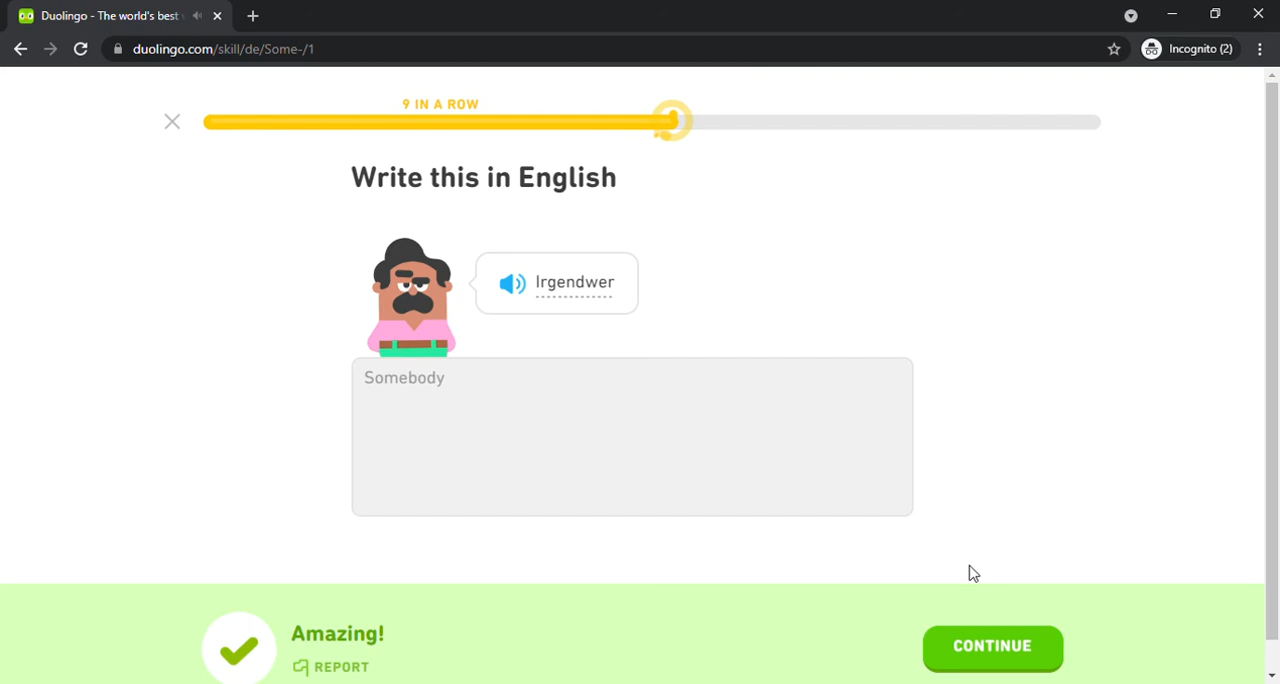 Duolingo - The world's best
duolingo.com/skill/de/Some-/1
Incognito (2)
9 IN A ROW
Write this in English
Irgendwer
Somebody
Amazing!
REPORT
CONTINUE